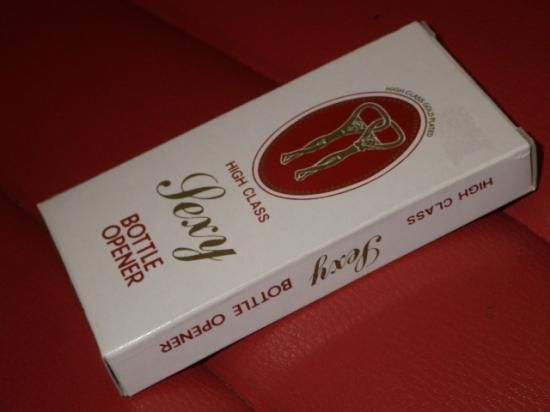 HIGH CLASS GOLD PLATED
HIGH CLASS
Sexy
BOTTLE
OPENER
HIGH CLASS
Sexy
BOTTLE OPENER